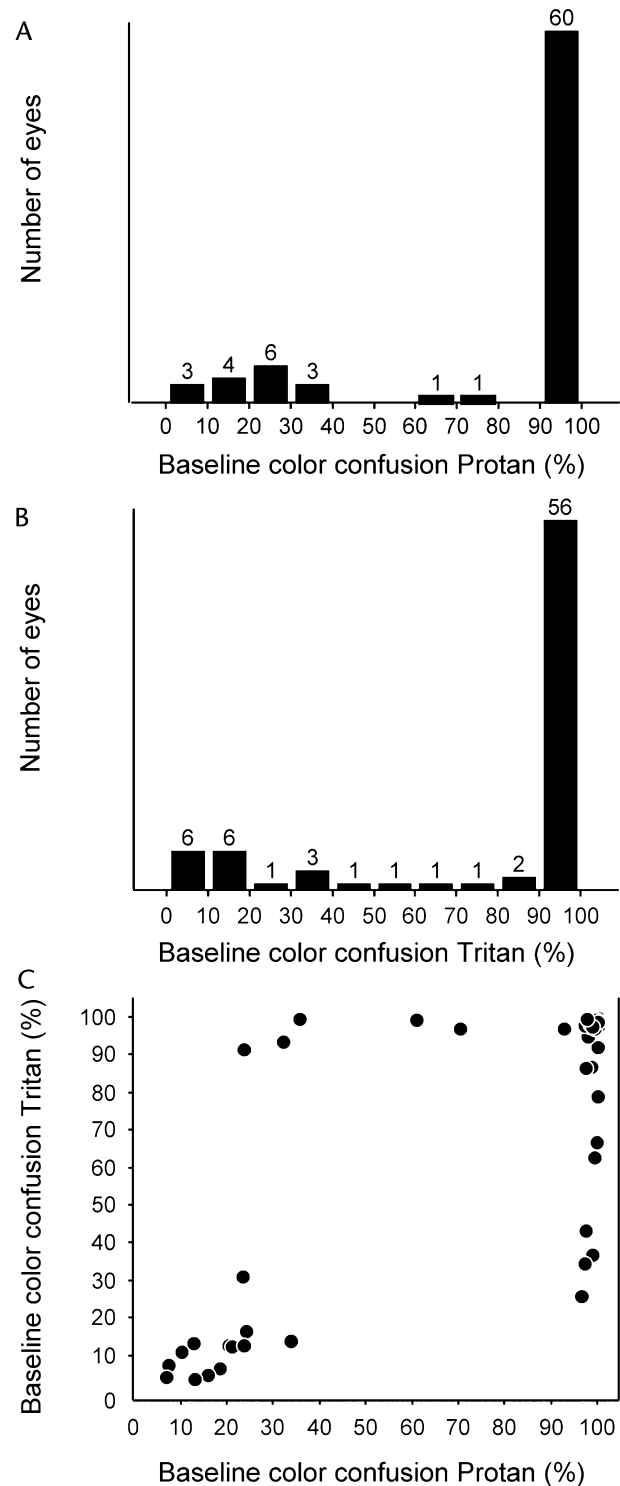 A
60
Number of eyes
3 4 6 3 1 1
0 10 20 30 40 50 60 70 80 90 100
Baseline color confusion Protan (%)
B
56
Number of eyes
6 6 1 3 1 1 1 1 2
0 10 20 30 40 50 60 70 80 90 100
Baseline color confusion Tritan (%)
C
Baseline color confusion Tritan (%)
100
90
80
70
60
50
40
30
20
10
0
0 10 20 30 40 50 60 70 80 90 100
Baseline color confusion Protan (%)